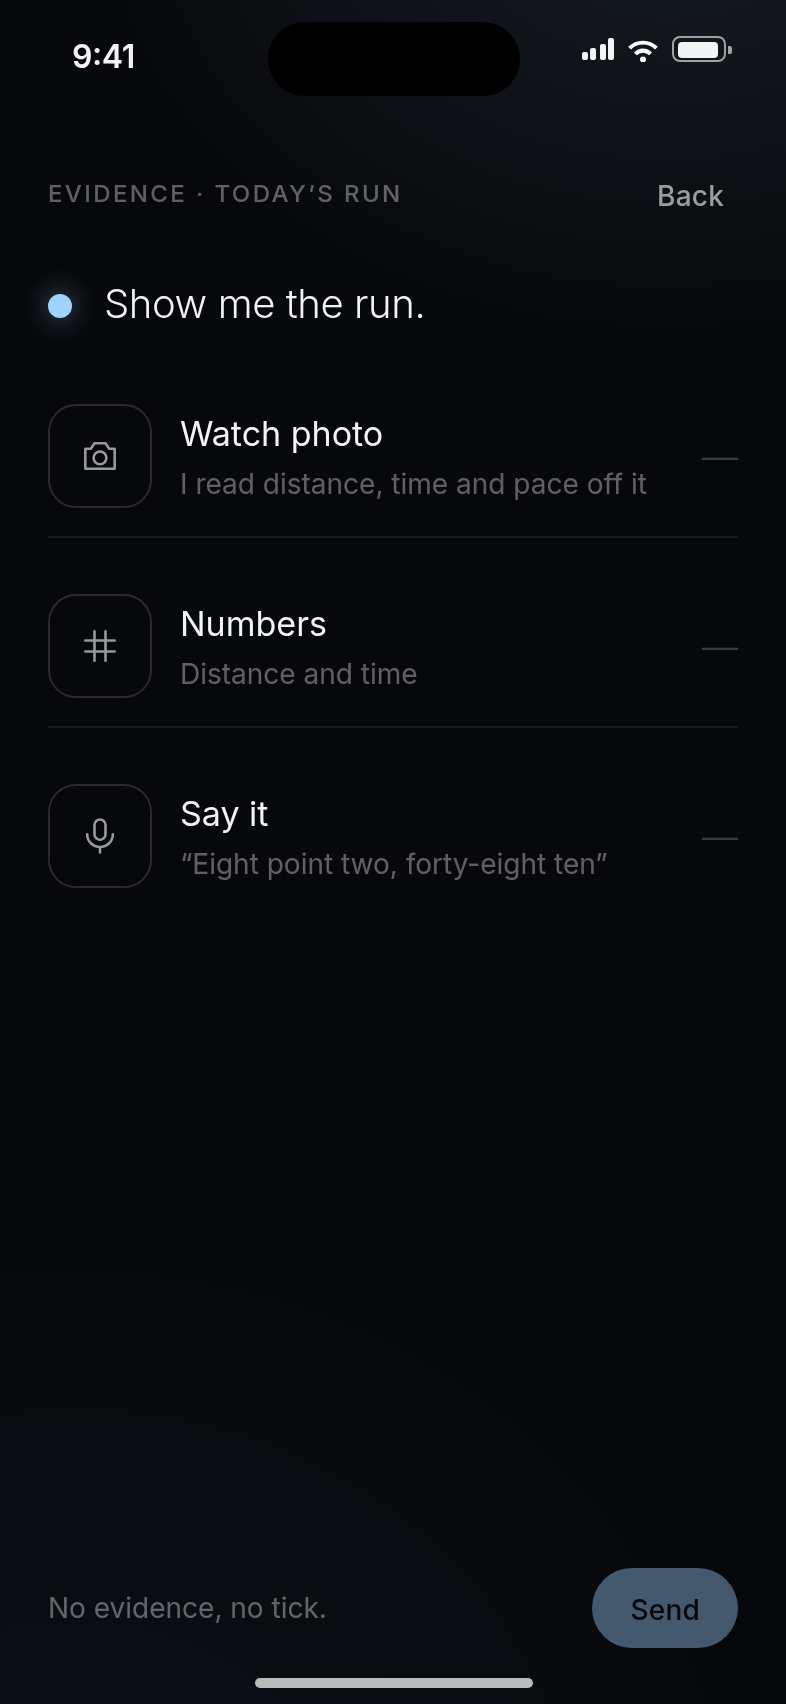 9:41
EVIDENCE · TODAY’S RUN
Back
Show me the run.
Watch photo
I read distance, time and pace off it
—
Numbers
Distance and time
—
Say it
“Eight point two, forty-eight ten”
—
No evidence, no tick.
Send